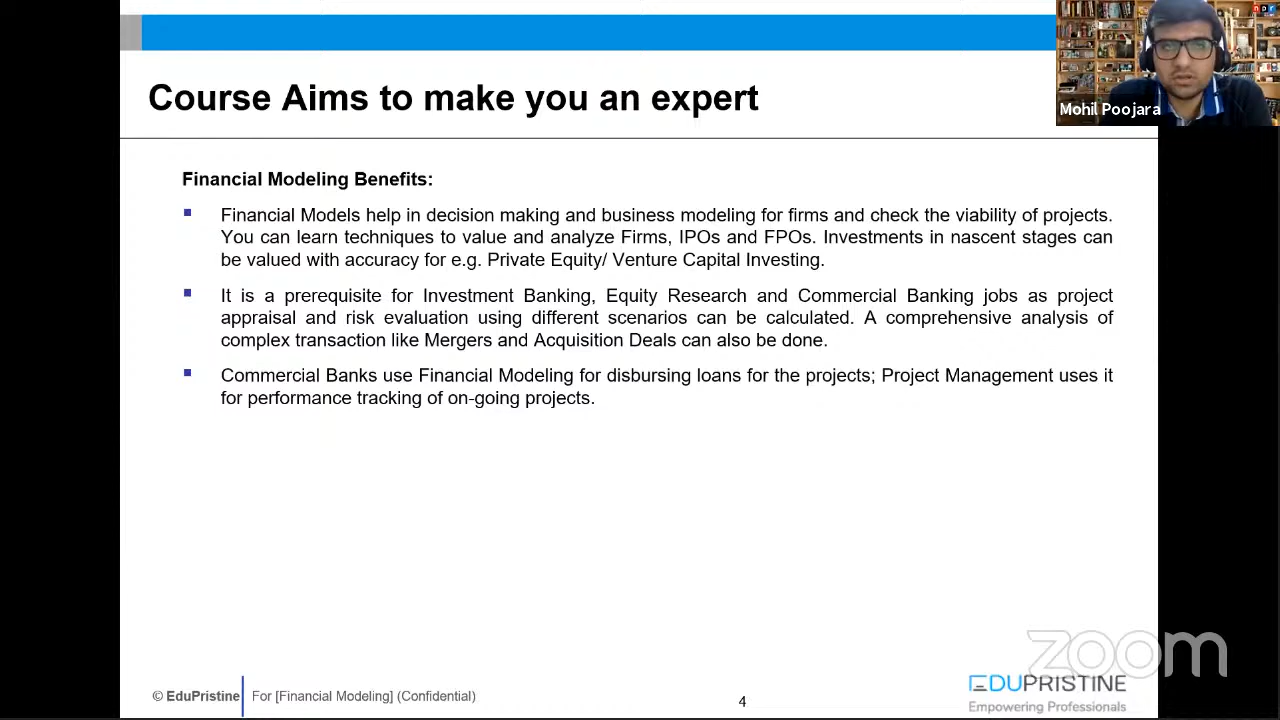 Course Aims to make you an expert
Mohil Poojara
Financial Modeling Benefits:
Financial Models help in decision making and business modeling for firms and check the viability of projects.
You can learn techniques to value and analyze Firms, IPOs and FPOs. Investments in nascent stages can
be valued with accuracy for e.g. Private Equity/ Venture Capital Investing.
It is a prerequisite for Investment Banking, Equity Research and Commercial Banking jobs as project
appraisal and risk evaluation using different scenarios can be calculated. A comprehensive analysis of
complex transaction like Mergers and Acquisition Deals can also be done.
Commercial Banks use Financial Modeling for disbursing loans for the projects; Project Management uses it
for performance tracking of on-going projects.
zoom
© EduPristine For [Financial Modeling] (Confidential)
4
EDUPRISTINE
Empowering Professionals
npr